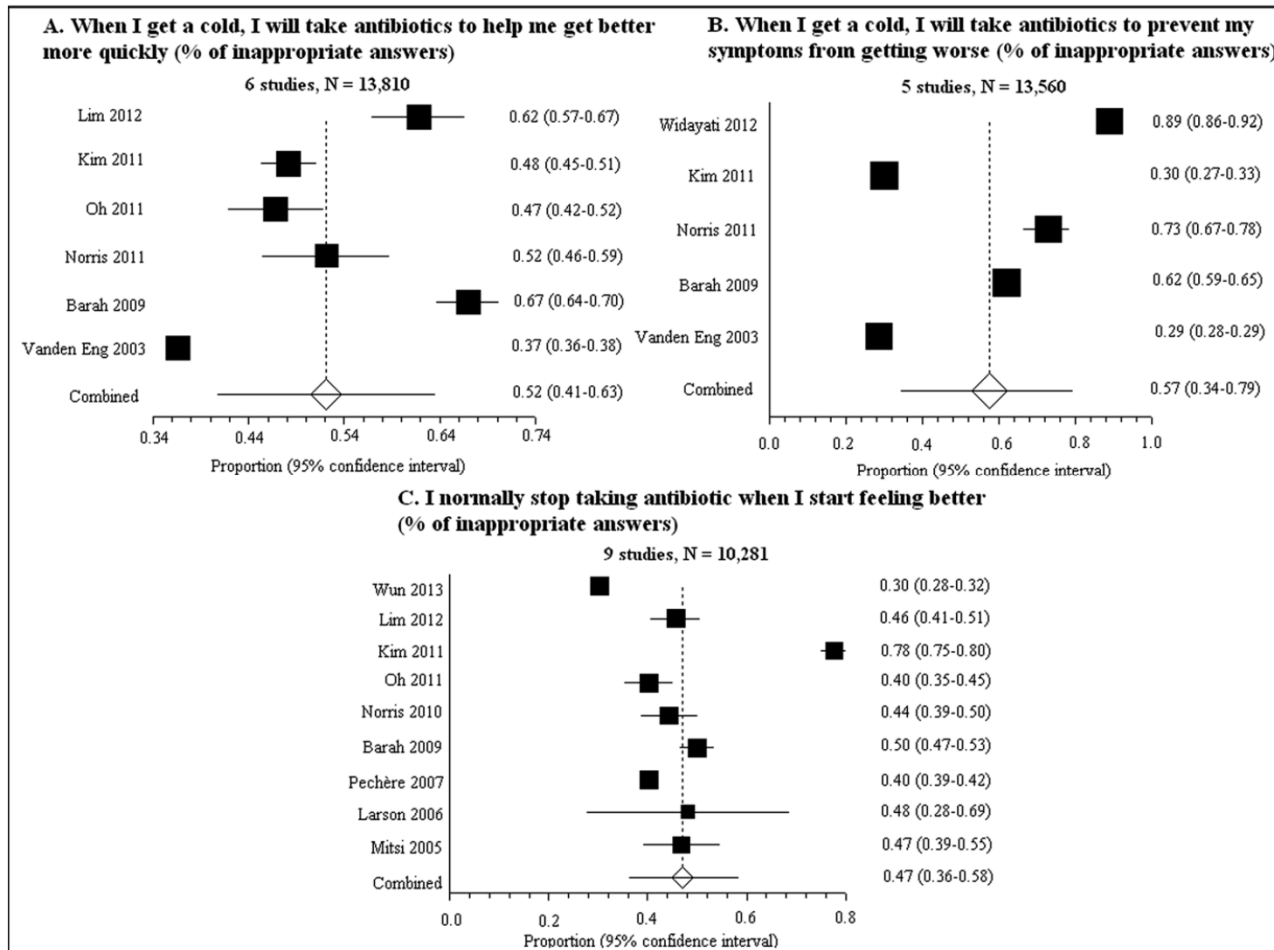 A. When I get a cold, I will take antibiotics to help me get better
more quickly (% of inappropriate answers)
6 studies, N = 13,810
Lim 2012 0.62 (0.57-0.67)
Kim 2011 0.48 (0.45-0.51)
Oh 2011 0.47 (0.42-0.52)
Norris 2011 0.52 (0.46-0.59)
Barah 2009 0.67 (0.64-0.70)
Vanden Eng 2003 0.37 (0.36-0.38)
Combined 0.52 (0.41-0.63)
0.34 0.44 0.54 0.64 0.74
Proportion (95% confidence interval)
B. When I get a cold, I will take antibiotics to prevent my
symptoms from getting worse (% of inappropriate answers)
5 studies, N = 13,560
Widayati 2012 0.89 (0.86-0.92)
Kim 2011 0.30 (0.27-0.33)
Norris 2011 0.73 (0.67-0.78)
Barah 2009 0.62 (0.59-0.65)
Vanden Eng 2003 0.29 (0.28-0.29)
Combined 0.57 (0.34-0.79)
0.0 0.2 0.4 0.6 0.8 1.0
Proportion (95% confidence interval)
C. I normally stop taking antibiotic when I start feeling better
(% of inappropriate answers)
9 studies, N = 10,281
Wun 2013 0.30 (0.28-0.32)
Lim 2012 0.46 (0.41-0.51)
Kim 2011 0.78 (0.75-0.80)
Oh 2011 0.40 (0.35-0.45)
Norris 2010 0.44 (0.39-0.50)
Barah 2009 0.50 (0.47-0.53)
Pechère 2007 0.40 (0.39-0.42)
Larson 2006 0.48 (0.28-0.69)
Mitsi 2005 0.47 (0.39-0.55)
Combined 0.47 (0.36-0.58)
0.0 0.2 0.4 0.6 0.8
Proportion (95% confidence interval)